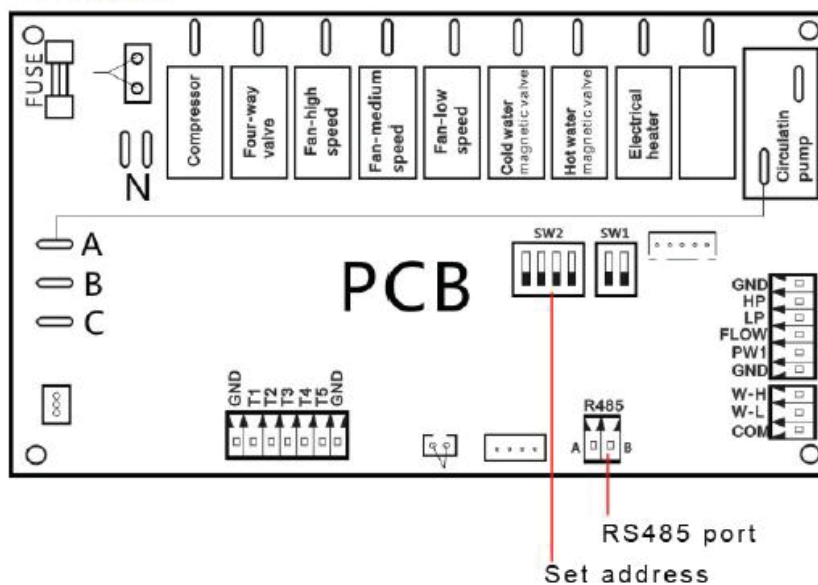 FUSE
N
Compressor
Four-way
valve
Fan-high
speed
Fan-medium
speed
Fan-low
speed
Cold water
magnetic valve
Hot water
magnetic valve
Electrical
heater
Circulatin
pump
A
B
C
PCB
SW2
SW1
GND
HP
LP
FLOW
PW1
GND
W-H
W-L
COM
GND
T1
T2
T3
T4
T5
GND
R485
A
B
RS485 port
Set address